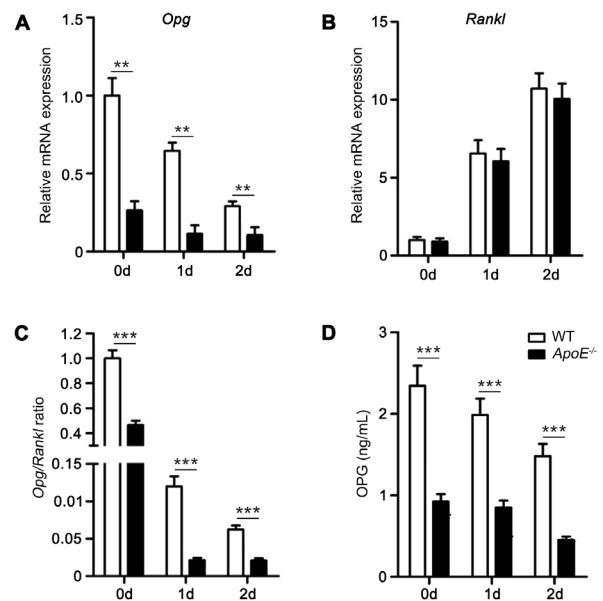 A
Opg
Relative mRNA expression
1.5
1.0
0.5
0
**
**
**
0d 1d 2d
B
Rankl
Relative mRNA expression
15
10
5
0
0d 1d 2d
C
Opg/Rankl ratio
1.2
1.0
0.8
0.6
0.4
0.15
0.01
0.05
0
***
***
***
0d 1d 2d
D
WT
ApoE-/-
OPG (ng/mL)
3
2
1
0
***
***
***
0d 1d 2d